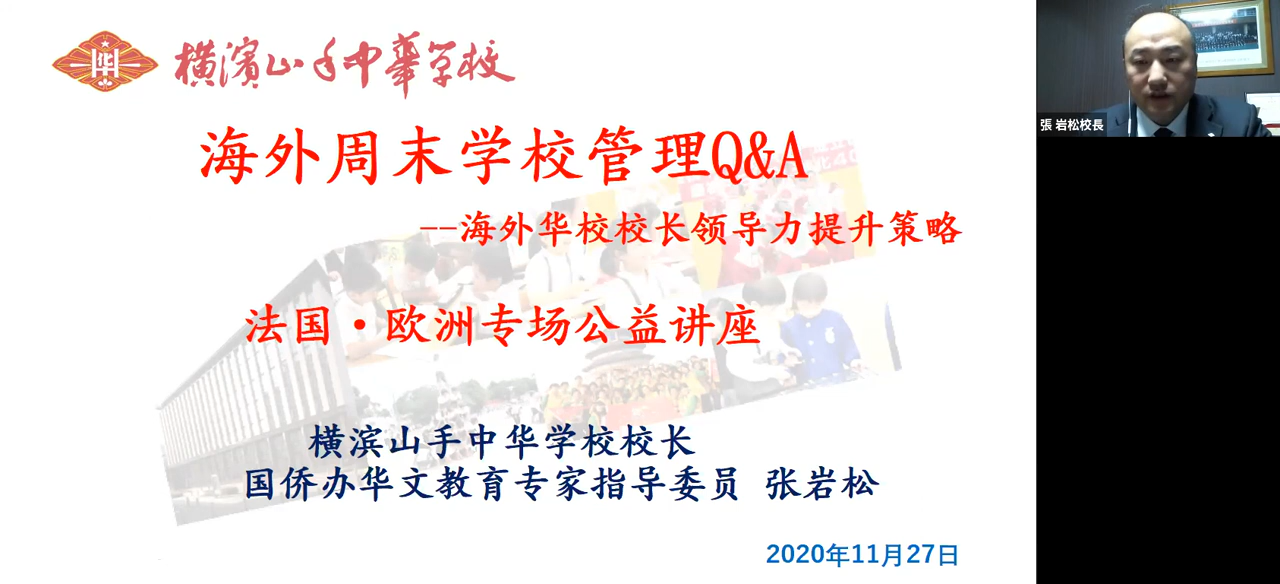 横濱山手中華学校
海外周末学校管理Q&A
--海外华校校长领导力提升策略
法国·欧洲专场公益讲座
横滨山手中华学校校长
国侨办华文教育专家指导委员 张岩松
2020年11月27日
張 岩松校長